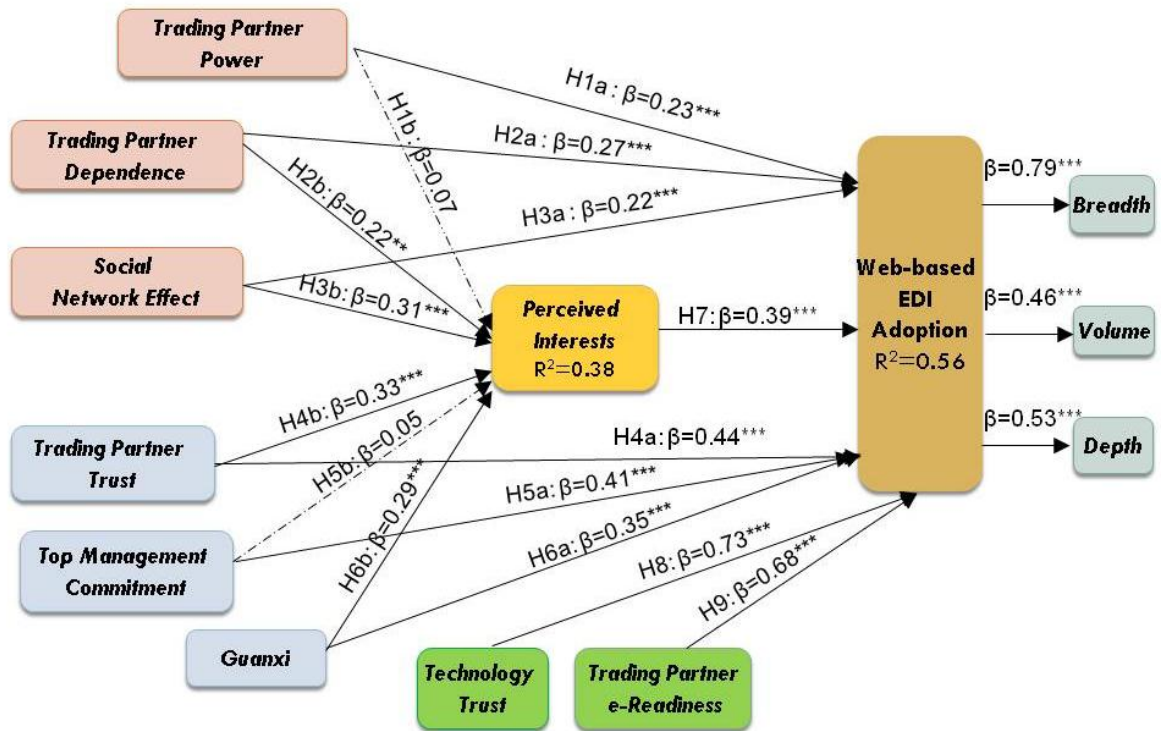 Trading Partner
Power
H1a: β=0.23***
H1b: β=0.07
Trading Partner
Dependence
H2a: β=0.27***
H2b: β=0.22**
Social
Network Effect
H3a: β=0.22***
H3b: β=0.31***
Perceived
Interests
R²=0.38
H7: β=0.39***
Web-based
EDI
Adoption
R²=0.56
β=0.79***
Breadth
β=0.46***
Volume
β=0.53***
Depth
Trading Partner
Trust
H4b: β=0.33***
H4a: β=0.44***
Top Management
Commitment
H5b: β=0.05
H5a: β=0.41***
Guanxi
H6b: β=0.29***
H6a: β=0.35***
Technology
Trust
H8: β=0.73***
Trading Partner
e-Readiness
H9: β=0.68***